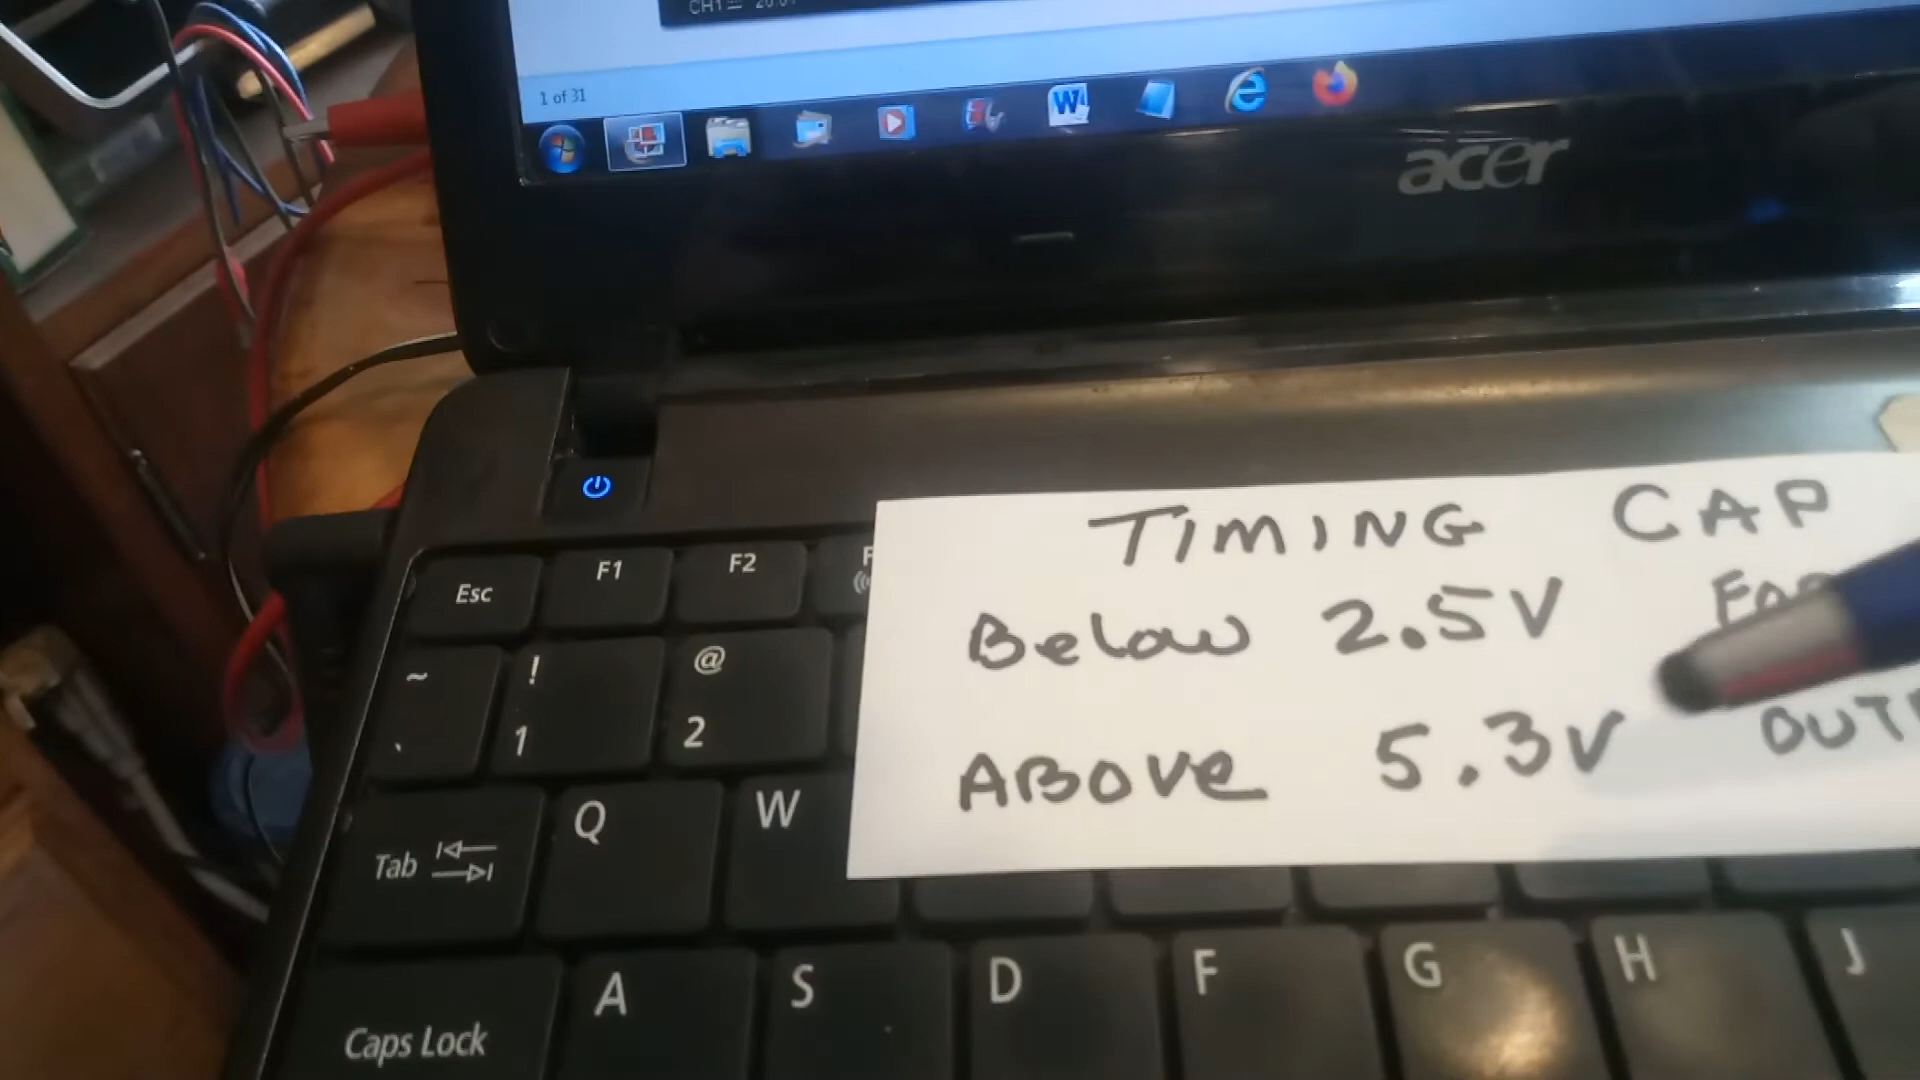 CH1
1 of 31
W
acer
TIMING CAP
Below 2.5V
ABOVE 5.3V
Esc F1 F2
~ ! @
1 2
Tab Q W
Caps Lock A S D F G H J